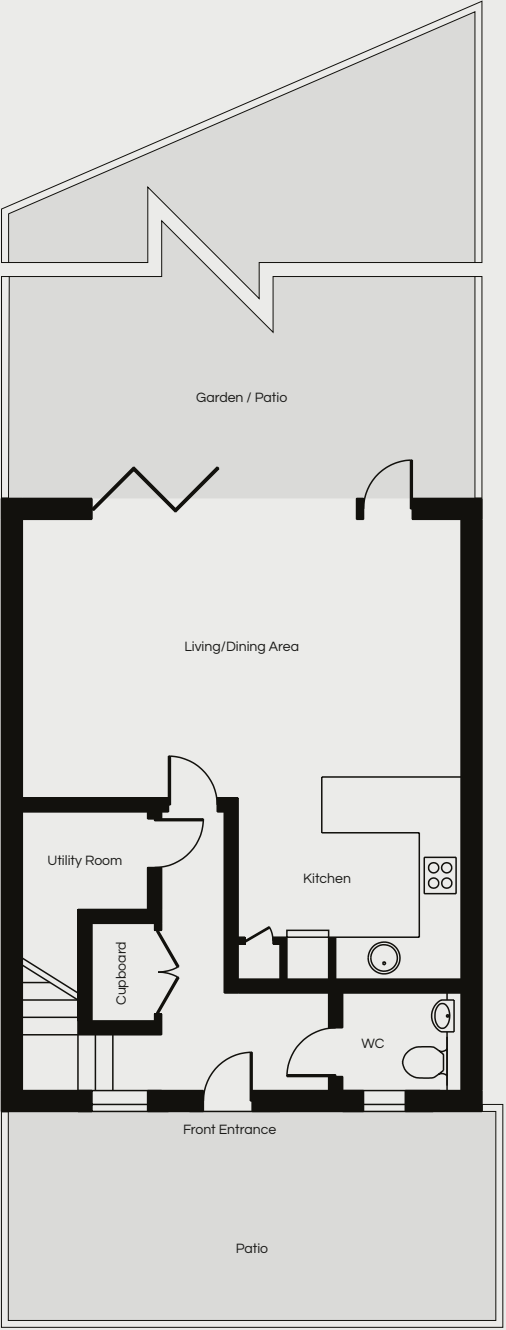 Garden / Patio
Living/Dining Area
Utility Room
Kitchen
Cupboard
WC
Front Entrance
Patio